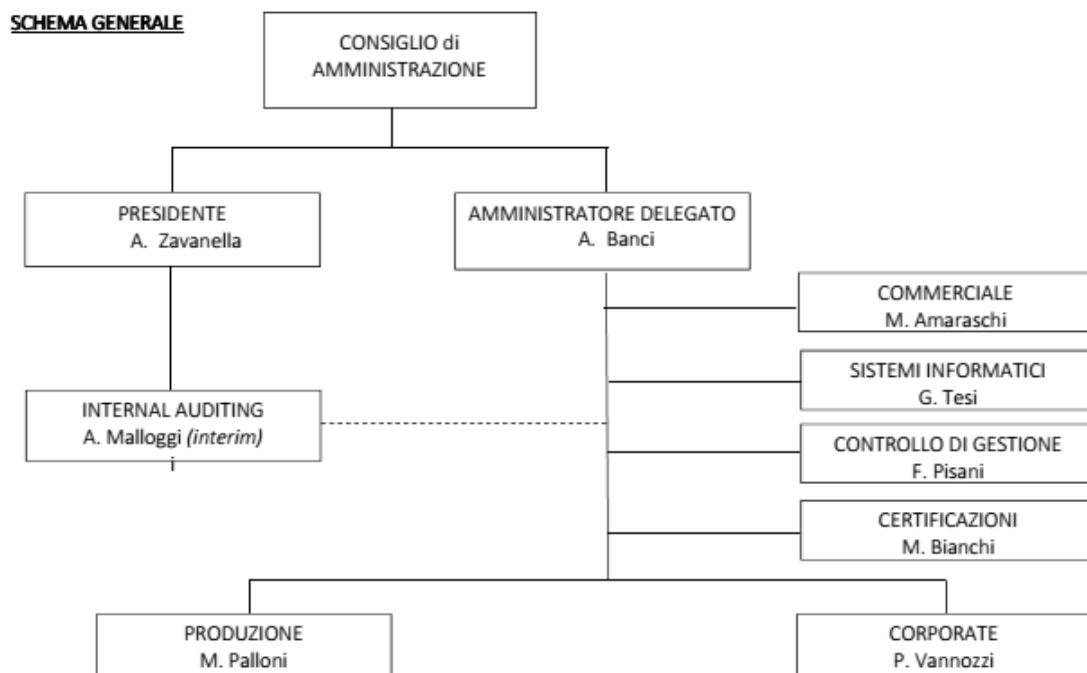 SCHEMA GENERALE
CONSIGLIO di
AMMINISTRAZIONE
PRESIDENTE
A. Zavanella
AMMINISTRATORE DELEGATO
A. Banci
COMMERCIALE
M. Amaraschi
SISTEMI INFORMATICI
G. Tesi
INTERNAL AUDITING
A. Malloggi (interim)
i
CONTROLLO DI GESTIONE
F. Pisani
CERTIFICAZIONI
M. Bianchi
PRODUZIONE
M. Palloni
CORPORATE
P. Vannozzi